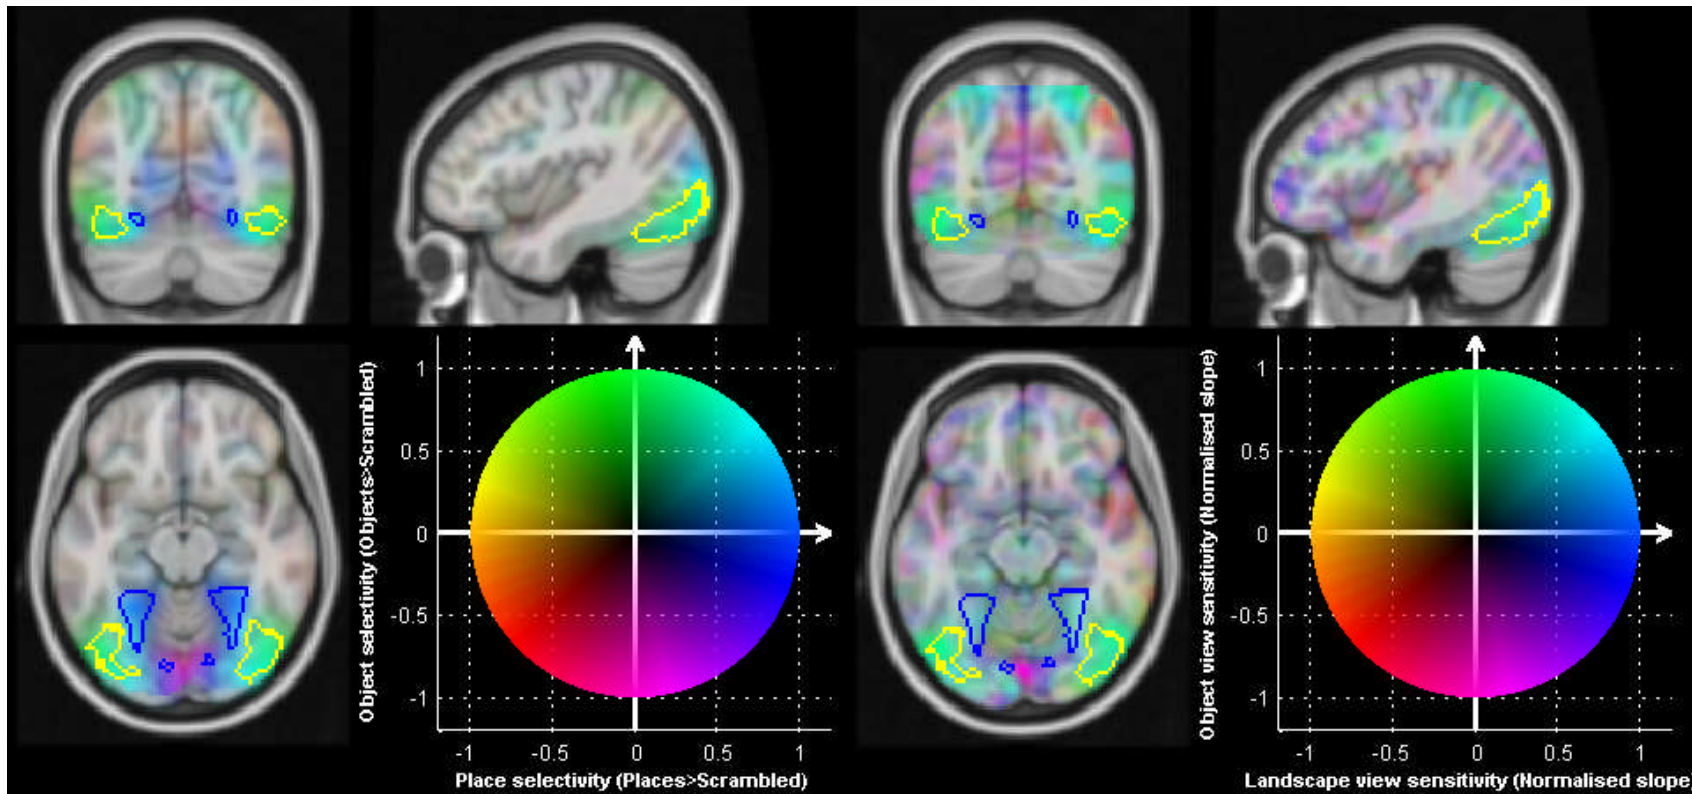 Object selectivity (Objects>Scrambled)
1
0.5
0
-0.5
-1
-1 -0.5 0 0.5 1
Place selectivity (Places>Scrambled)
Object view sensitivity (Normalised slope)
1
0.5
0
-0.5
-1
-1 -0.5 0 0.5 1
Landscape view sensitivity (Normalised slope)